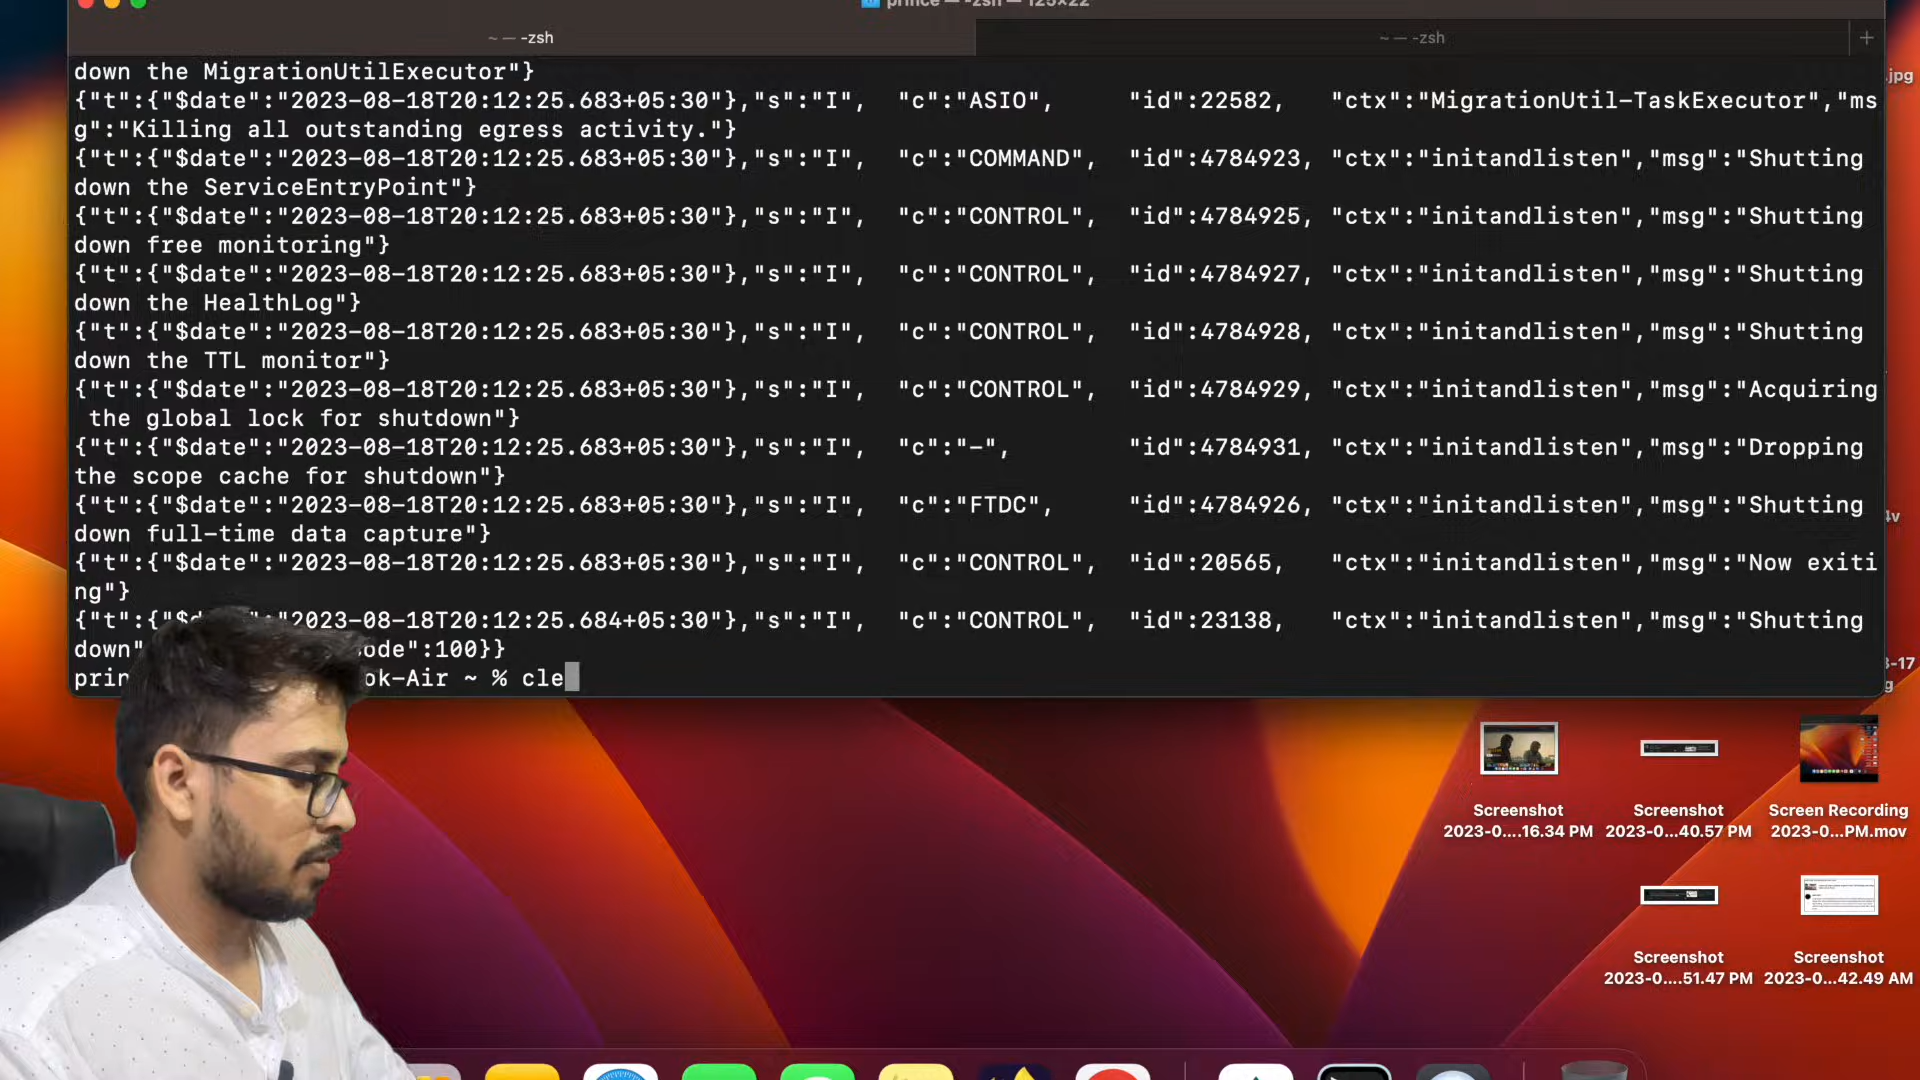 prince — -zsh — 125×22
~ — -zsh
~ — -zsh
+
down the MigrationUtilExecutor"}
{"t":{"$date":"2023-08-18T20:12:25.683+05:30"},"s":"I", "c":"ASIO", "id":22582, "ctx":"MigrationUtil-TaskExecutor","ms
g":"Killing all outstanding egress activity."}
{"t":{"$date":"2023-08-18T20:12:25.683+05:30"},"s":"I", "c":"COMMAND", "id":4784923, "ctx":"initandlisten","msg":"Shutting
down the ServiceEntryPoint"}
{"t":{"$date":"2023-08-18T20:12:25.683+05:30"},"s":"I", "c":"CONTROL", "id":4784925, "ctx":"initandlisten","msg":"Shutting
down free monitoring"}
{"t":{"$date":"2023-08-18T20:12:25.683+05:30"},"s":"I", "c":"CONTROL", "id":4784927, "ctx":"initandlisten","msg":"Shutting
down the HealthLog"}
{"t":{"$date":"2023-08-18T20:12:25.683+05:30"},"s":"I", "c":"CONTROL", "id":4784928, "ctx":"initandlisten","msg":"Shutting
down the TTL monitor"}
{"t":{"$date":"2023-08-18T20:12:25.683+05:30"},"s":"I", "c":"CONTROL", "id":4784929, "ctx":"initandlisten","msg":"Acquiring
the global lock for shutdown"}
{"t":{"$date":"2023-08-18T20:12:25.683+05:30"},"s":"I", "c":"-", "id":4784931, "ctx":"initandlisten","msg":"Dropping
the scope cache for shutdown"}
{"t":{"$date":"2023-08-18T20:12:25.683+05:30"},"s":"I", "c":"FTDC", "id":4784926, "ctx":"initandlisten","msg":"Shutting
down full-time data capture"}
{"t":{"$date":"2023-08-18T20:12:25.683+05:30"},"s":"I", "c":"CONTROL", "id":20565, "ctx":"initandlisten","msg":"Now exiti
ng"}
{"t":{"$d 2023-08-18T20:12:25.684+05:30"},"s":"I", "c":"CONTROL", "id":23138, "ctx":"initandlisten","msg":"Shutting
down" ode":100}}
prin ok-Air ~ % cle
.jpg
4v
3-17
g
Screenshot
2023-0....16.34 PM
Screenshot
2023-0...40.57 PM
Screen Recording
2023-0...PM.mov
Screenshot
2023-0....51.47 PM
Screenshot
2023-0...42.49 AM